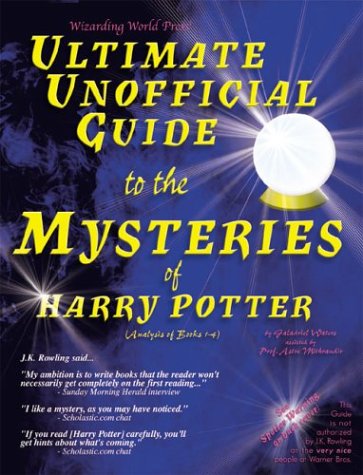 Wizarding World Press
ULTIMATE
UNOFFICIAL
GUIDE
to the
MYSTERIES
of
HARRY POTTER
(Analysis of Books 1-4)
by Galadriel Waters
assisted by
Prof. Astre Mithrandir
J.K. Rowling said...
"My ambition is to write books that the reader won't
necessarily get completely on the first reading..."
- Sunday Morning Herald interview
"I like a mystery, as you may have noticed."
- Scholastic.com chat
"If you read [Harry Potter] carefully, you'll
get hints about what's coming."
- Scholastic.com chat
Spoiler Warning
This
Guide
is not
authorized
by J.K. Rowling
or the very nice
people at Warner Bros.